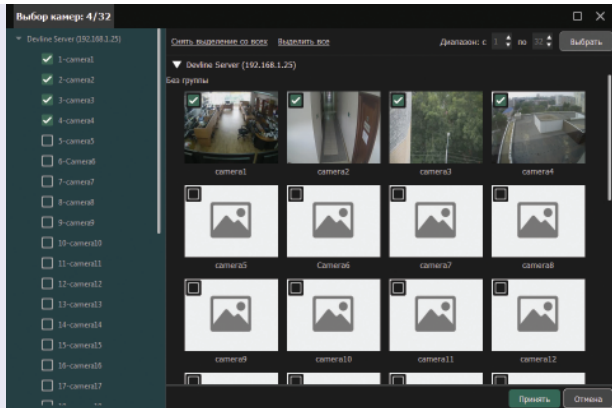 Выбор камер: 4/32
Devline Server (192.168.1.25)
1-camera1
2-camera2
3-camera3
4-camera4
5-camera5
6-Camera6
7-camera7
8-camera8
9-camera9
10-camera10
11-camera11
12-camera12
13-camera13
14-camera14
15-camera15
16-camera16
17-camera17
Снять выделение со всех Выделить все Диапазон: с 1 по 32 Выбрать
Devline Server (192.168.1.25)
Без группы
camera1 camera2 camera3 camera4
camera5 Camera6 camera7 camera8
camera9 camera10 camera11 camera12
Принять Отмена